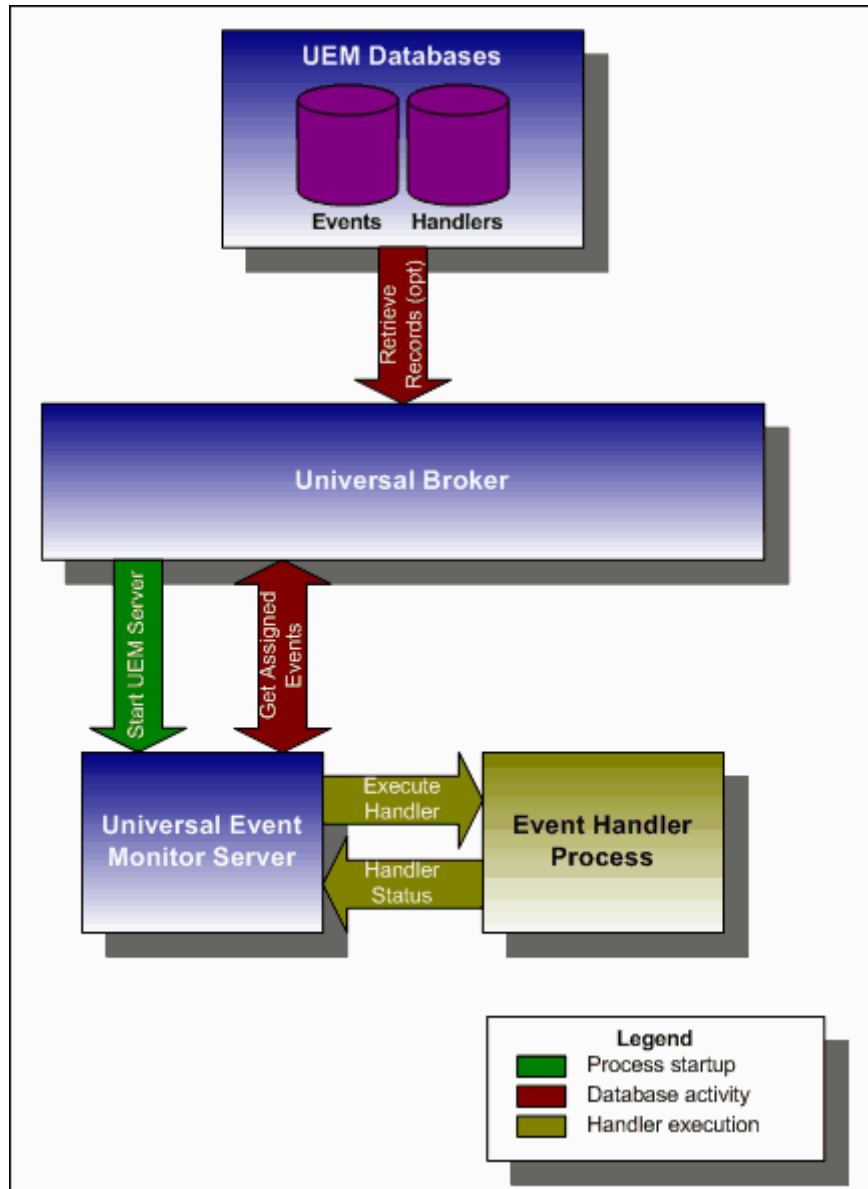 UEM Databases
Events
Handlers
Retrieve
Records (opt)
Universal Broker
Start UEM Server
Get Assigned
Events
Universal Event
Monitor Server
Execute
Handler
Handler
Status
Event Handler
Process
Legend
Process startup
Database activity
Handler execution